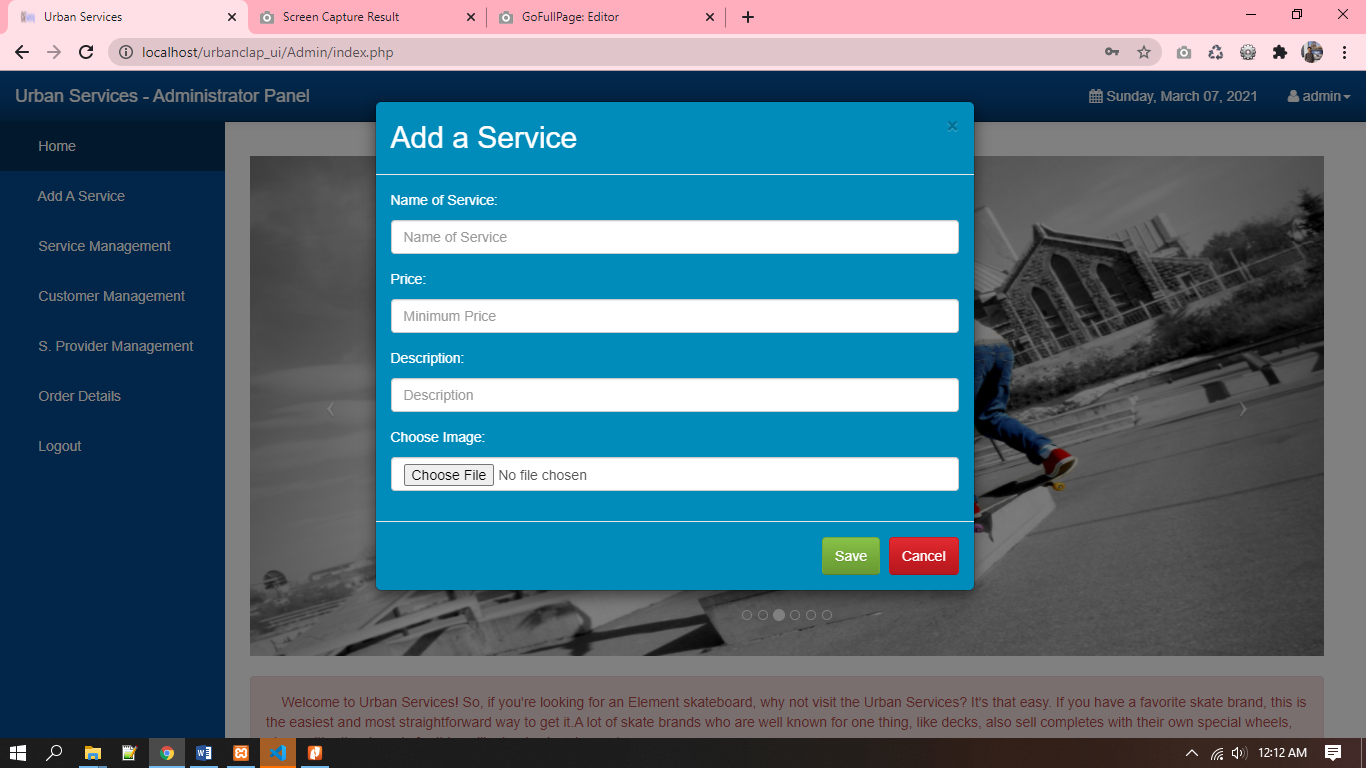 Urban Services
Screen Capture Result
GoFullPage: Editor
localhost/urbanclap_ui/Admin/index.php
Urban Services - Administrator Panel
Sunday, March 07, 2021
admin
Home
Add A Service
Service Management
Customer Management
S. Provider Management
Order Details
Logout
Add a Service
×
Name of Service:
Name of Service
Price:
Minimum Price
Description:
Description
Choose Image:
Choose File No file chosen
Save Cancel
Welcome to Urban Services! So, if you're looking for an Element skateboard, why not visit the Urban Services? It's that easy. If you have a favorite skate brand, this is
the easiest and most straightforward way to get it.A lot of skate brands who are well known for one thing, like decks, also sell completes with their own special wheels,
12:12 AM